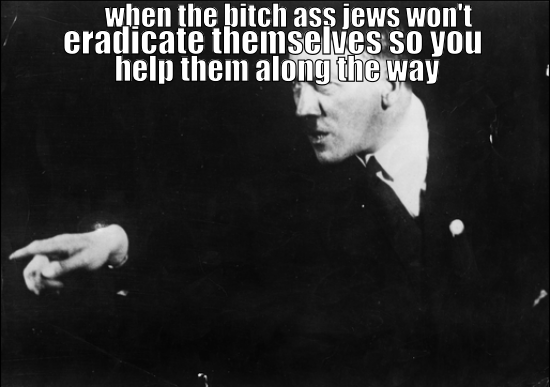 when the bitch ass jews won't
eradicate themselves so you
help them along the way